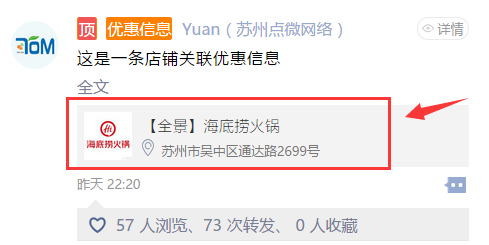 顶 优惠信息 Yuan（苏州点微网络） 详情
TOM
这是一条店铺关联优惠信息
全文
Hi
海底捞火锅
【全景】海底捞火锅
苏州市吴中区通达路2699号
昨天 22:20
57 人浏览、73 次转发、 0 人收藏